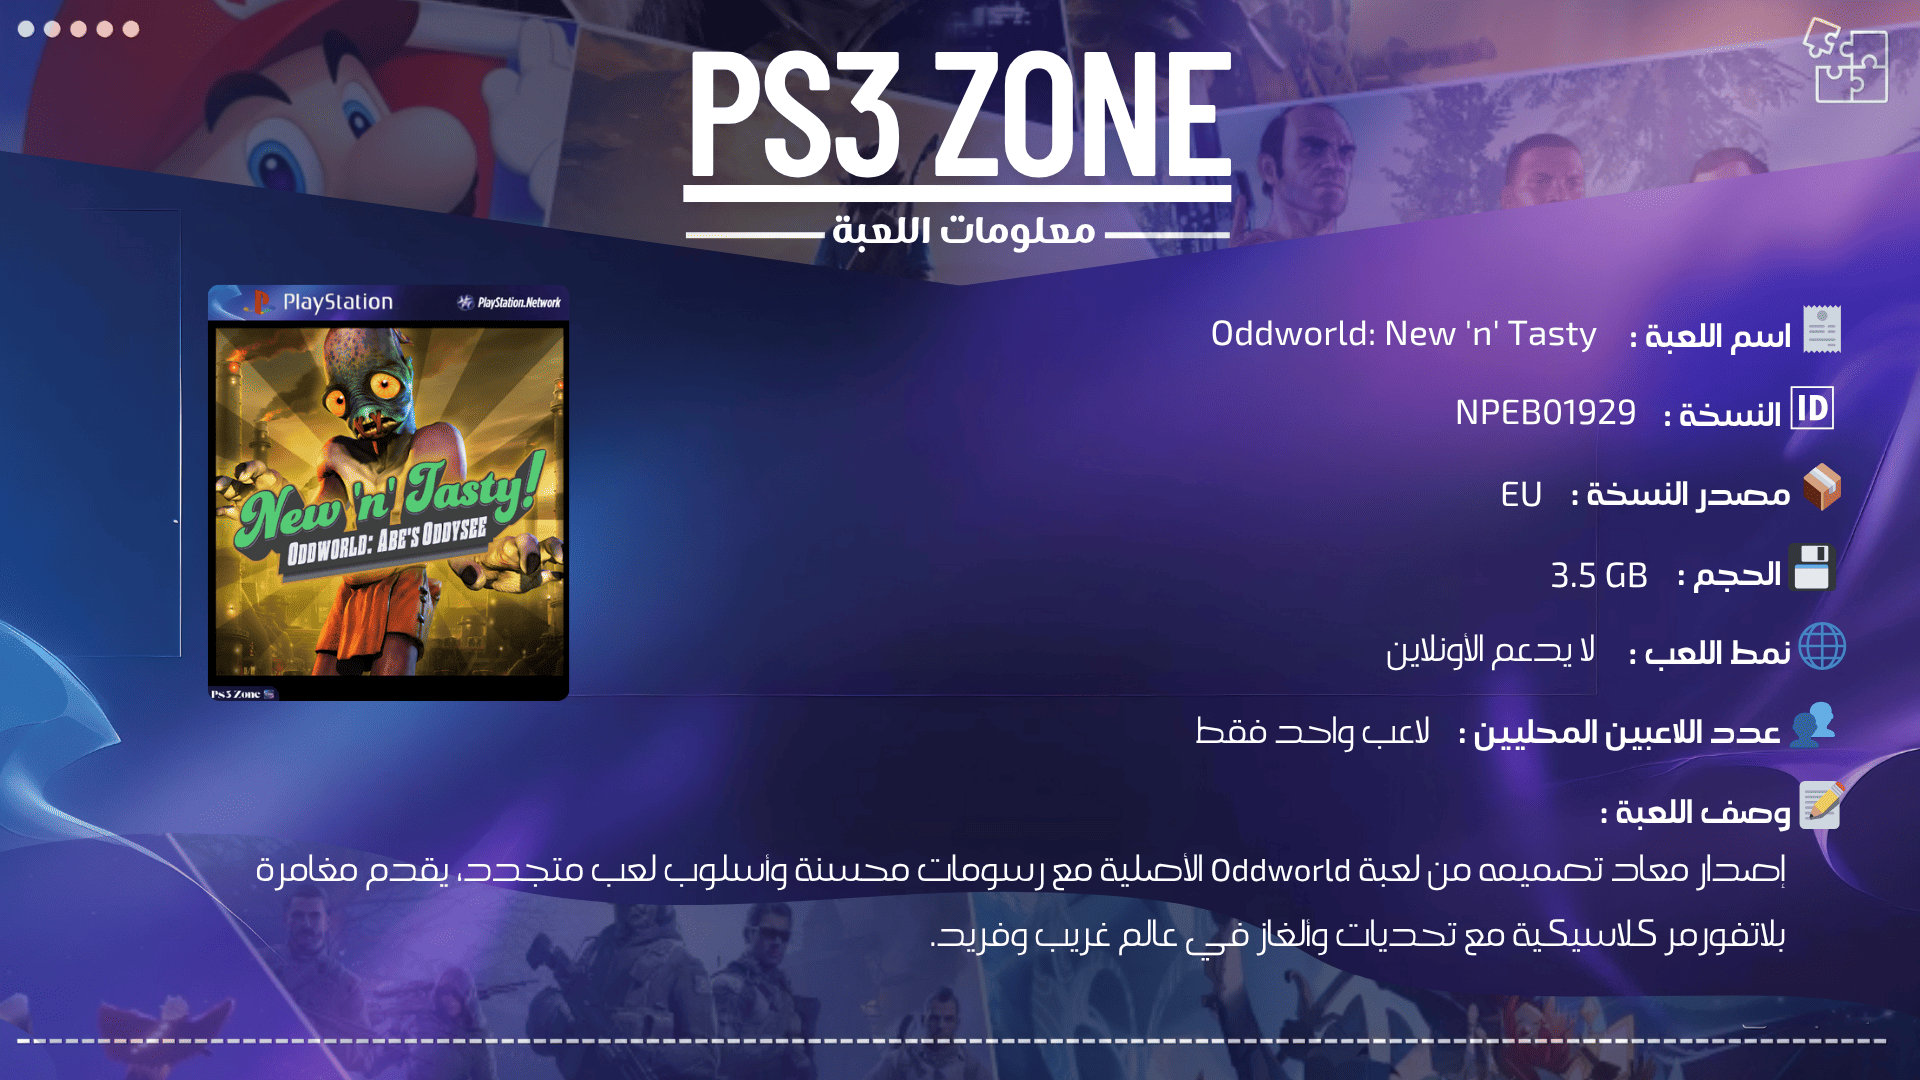 PS3 ZONE
معلومات اللعبة
PlayStation
PlayStation.Network
New 'n' Tasty!
ODDWORLD: ABE'S ODDYSEE
Ps3 Zone
اسم اللعبة : Oddworld: New 'n' Tasty
ID النسخة : NPEB01929
مصدر النسخة : EU
الحجم : 3.5 GB
نمط اللعب : لا يدعم الأونلاين
عدد اللاعبين المحليين : لاعب واحد فقط
وصف اللعبة :
إصدار معاد تصميمه من لعبة Oddworld الأصلية مع رسومات محسنة وأسلوب لعب متجدد، يقدم مغامرة
بلاتفورمر كلاسيكية مع تحديات وألغاز في عالم غريب وفريد.